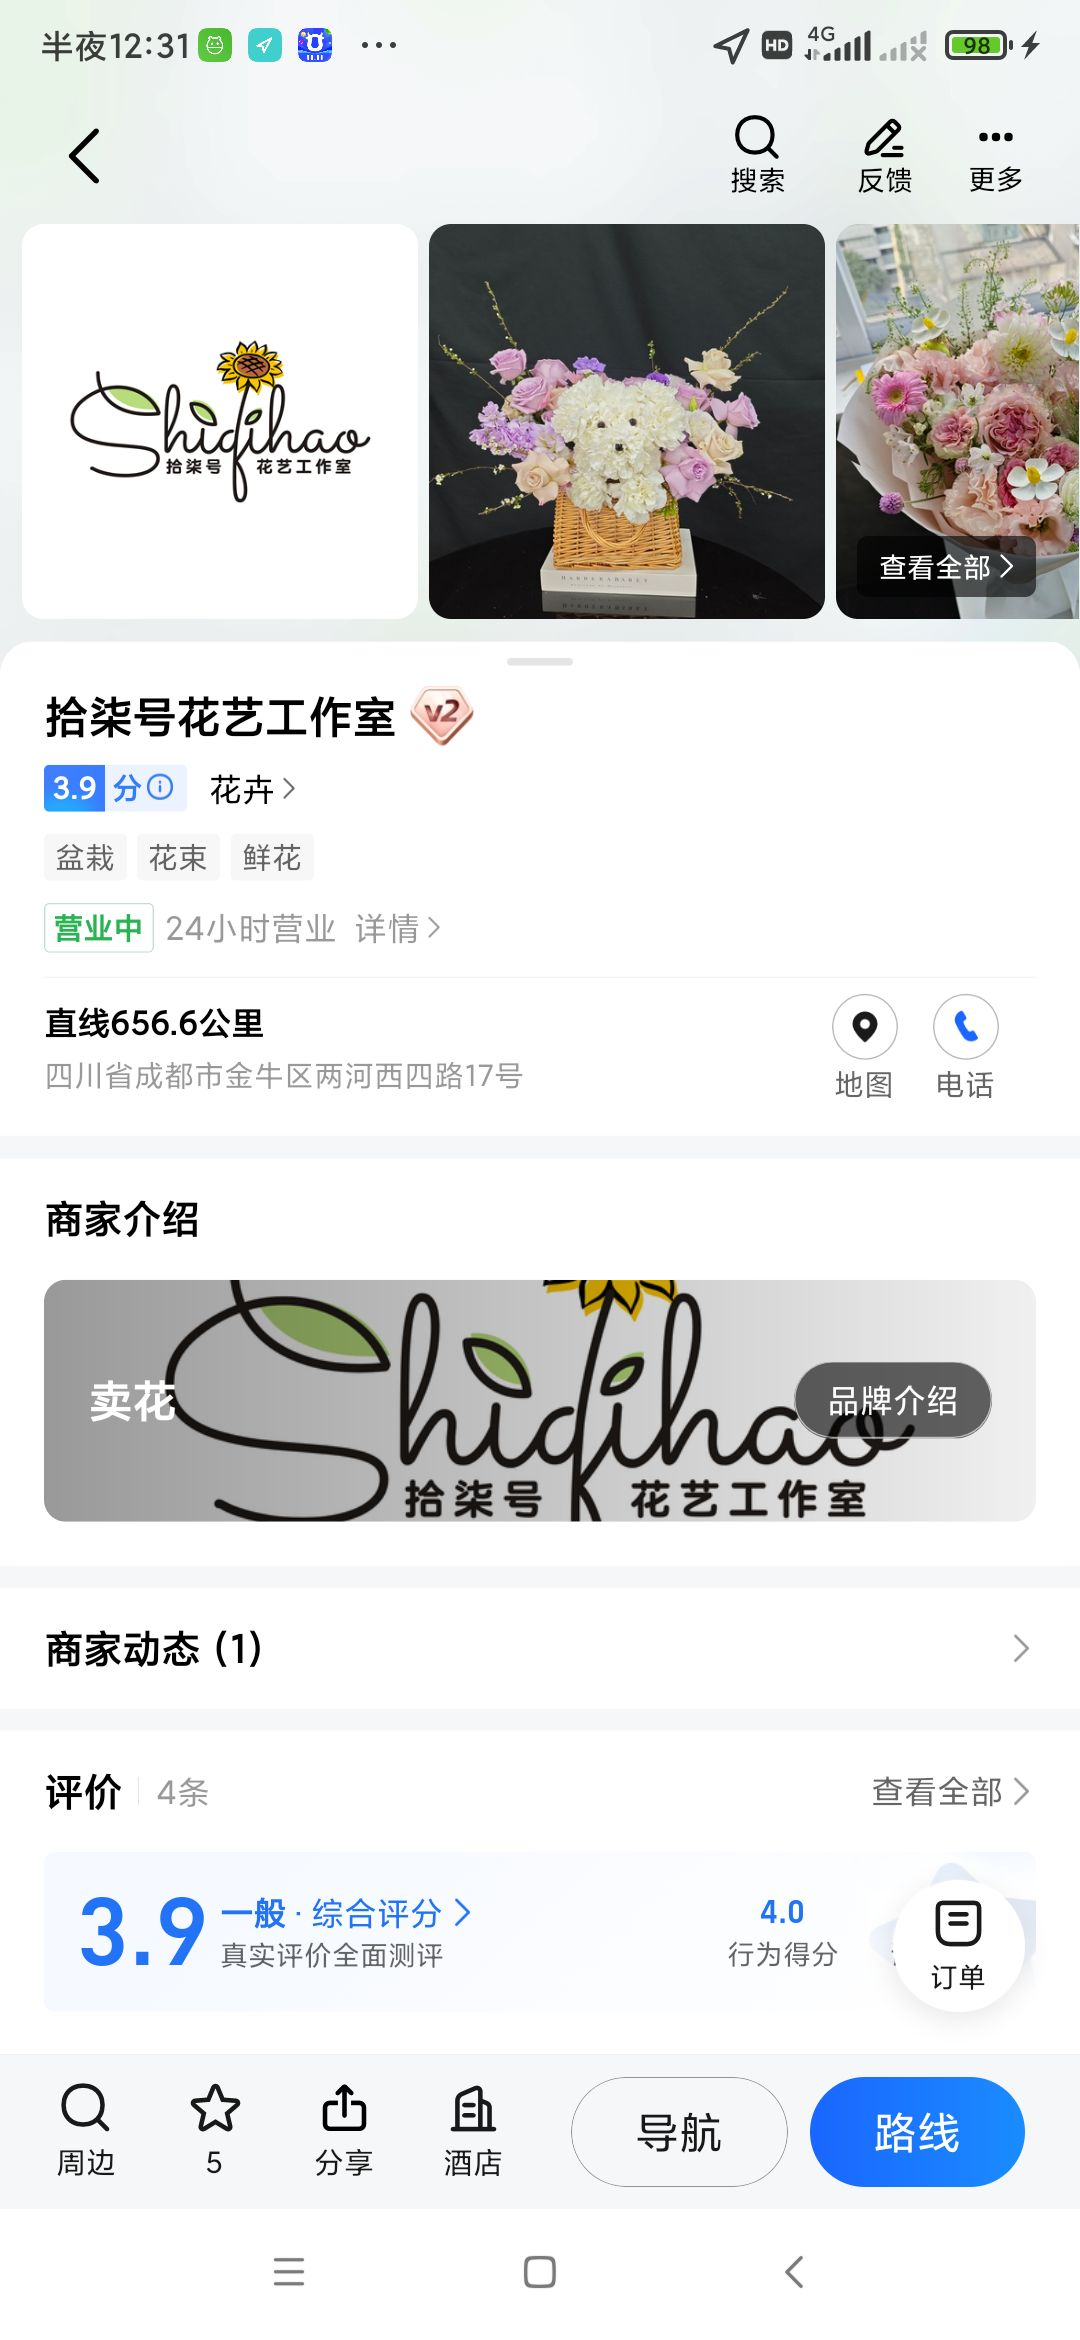 半夜12:31
11.11
HD
4G
98
搜索
反馈
更多
Shiqihao
拾柒号 花艺工作室
查看全部
拾柒号花艺工作室
v2
3.9 分
花卉
盆栽
花束
鲜花
营业中 24小时营业 详情
直线656.6公里
四川省成都市金牛区两河西四路17号
地图
电话
商家介绍
卖花
Shiqihao
拾柒号 花艺工作室
品牌介绍
商家动态 (1)
评价 4条
查看全部
3.9
一般 · 综合评分
真实评价全面测评
4.0
行为得分
订单
周边
5
分享
酒店
导航
路线